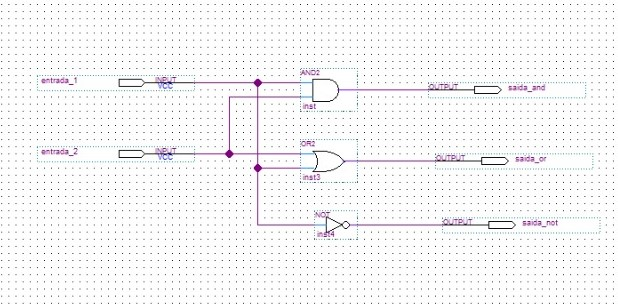 AND2
entrada_1
INPUT
VCC
OUTPUT
saida_and
inst
OR2
entrada_2
INPUT
VCC
OUTPUT
saida_or
inst3
NOT
OUTPUT
saida_not
inst4